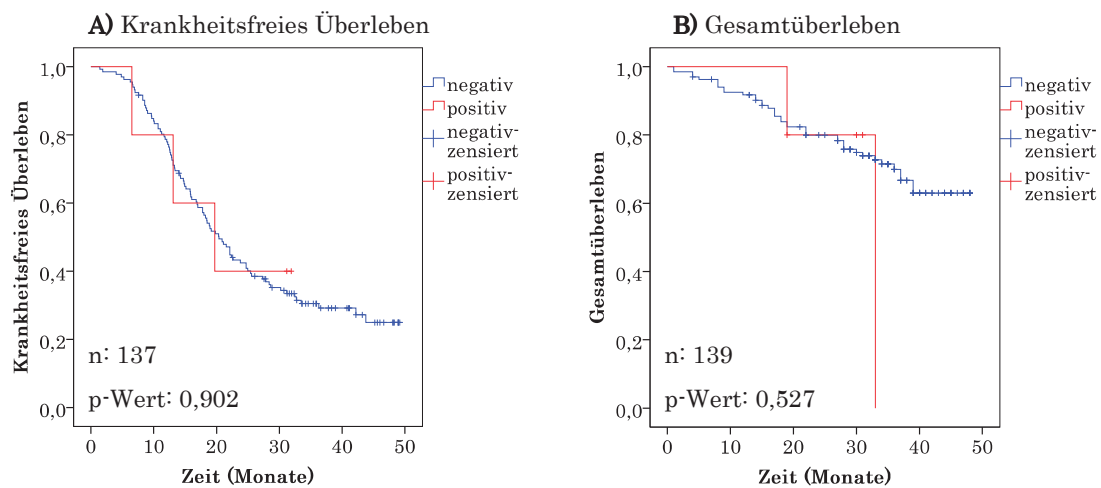 A) Krankheitsfreies Überleben
Krankheitsfreies Überleben
1,0
0,8
0,6
0,4
0,2
0,0
n: 137
p-Wert: 0,902
0 10 20 30 40 50
Zeit (Monate)
negativ
positiv
negativ-
zensiert
positiv-
zensiert
B) Gesamtüberleben
Gesamtüberleben
1,0
0,8
0,6
0,4
0,2
0,0
n: 139
p-Wert: 0,527
0 10 20 30 40 50
Zeit (Monate)
negativ
positiv
negativ-
zensiert
positiv-
zensiert